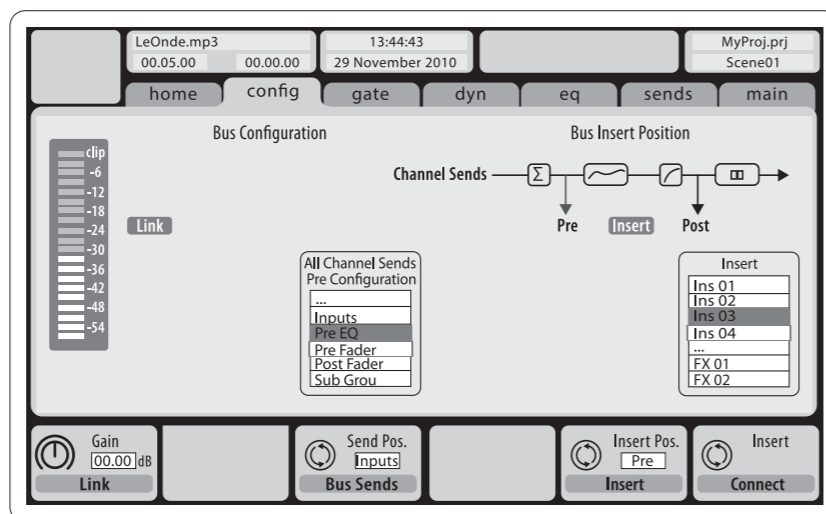 LeOnde.mp3
00.05.00 00.00.00
13:44:43
29 November 2010
MyProj.prj
Scene01
home config gate dyn eq sends main
Bus Configuration
Bus Insert Position
clip
-6
-12
-18
-24
-30
-36
-42
-48
-54
Link
Channel Sends
Σ
Pre Insert Post
All Channel Sends
Pre Configuration
...
Inputs
Pre EQ
Pre Fader
Post Fader
Sub Grou
Insert
Ins 01
Ins 02
Ins 03
Ins 04
...
FX 01
FX 02
Gain
00.00 dB
Link
Send Pos.
Inputs
Bus Sends
Insert Pos.
Pre
Insert
Insert
Connect